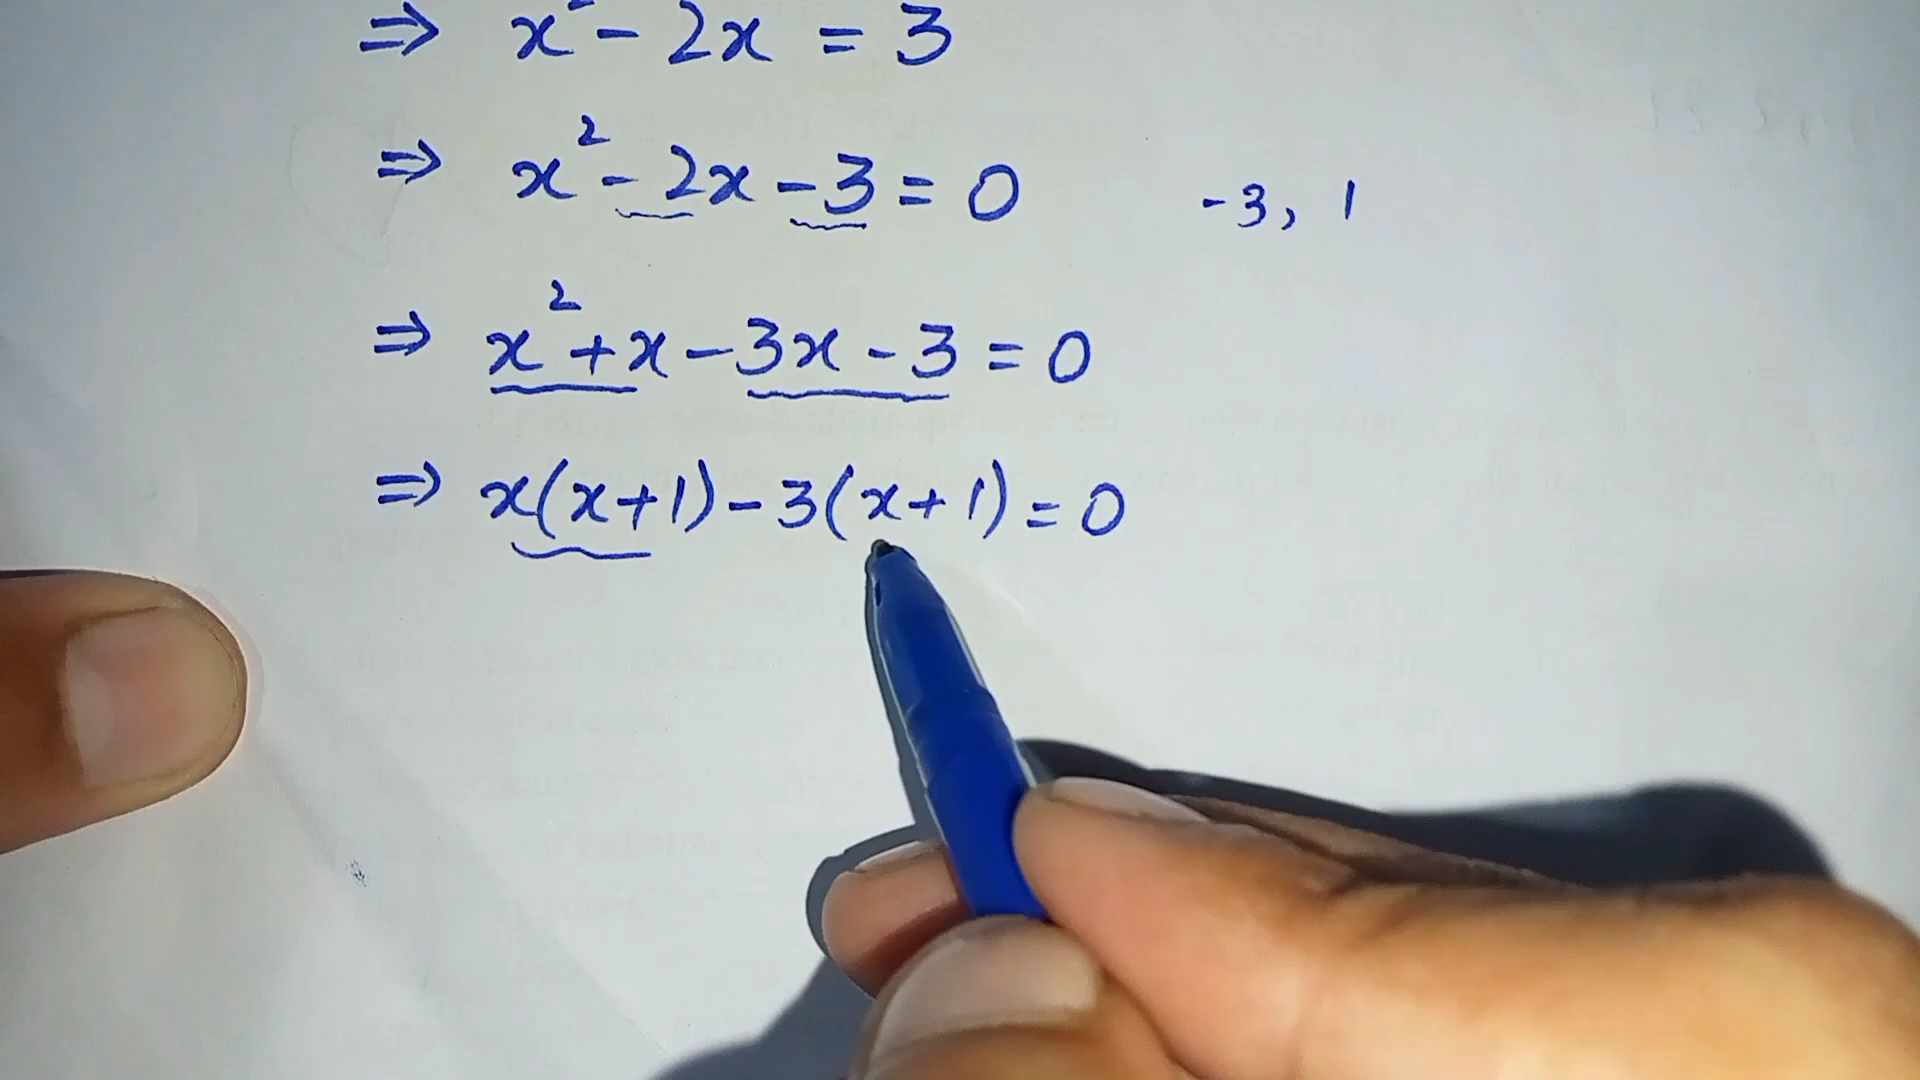 ⇒ x² - 2x = 3
⇒ x² - 2x - 3 = 0
-3, 1
⇒ x² + x - 3x - 3 = 0
⇒ x(x+1) - 3(x+1) = 0